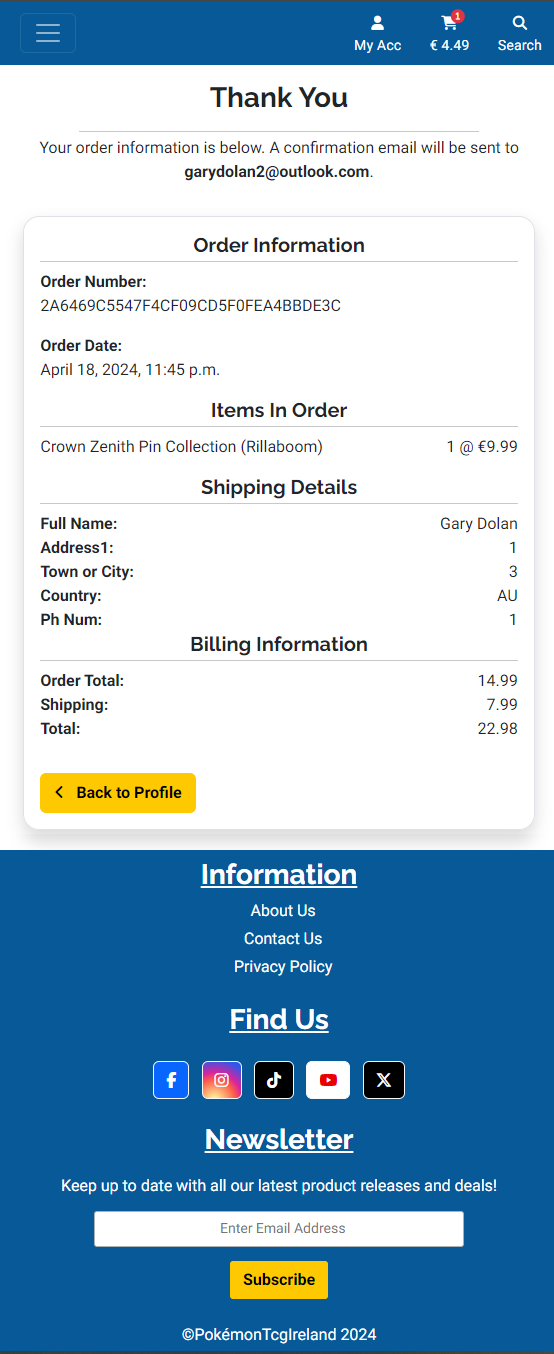 1
My Acc € 4.49 Search
Thank You
Your order information is below. A confirmation email will be sent to
garydolan2@outlook.com.
Order Information
Order Number:
2A6469C5547F4CF09CD5F0FEA4BBDE3C
Order Date:
April 18, 2024, 11:45 p.m.
Items In Order
Crown Zenith Pin Collection (Rillaboom) 1 @ €9.99
Shipping Details
Full Name: Gary Dolan
Address1: 1
Town or City: 3
Country: AU
Ph Num: 1
Billing Information
Order Total: 14.99
Shipping: 7.99
Total: 22.98
Back to Profile
Information
About Us
Contact Us
Privacy Policy
Find Us
Newsletter
Keep up to date with all our latest product releases and deals!
Enter Email Address
Subscribe
©PokémonTcgIreland 2024